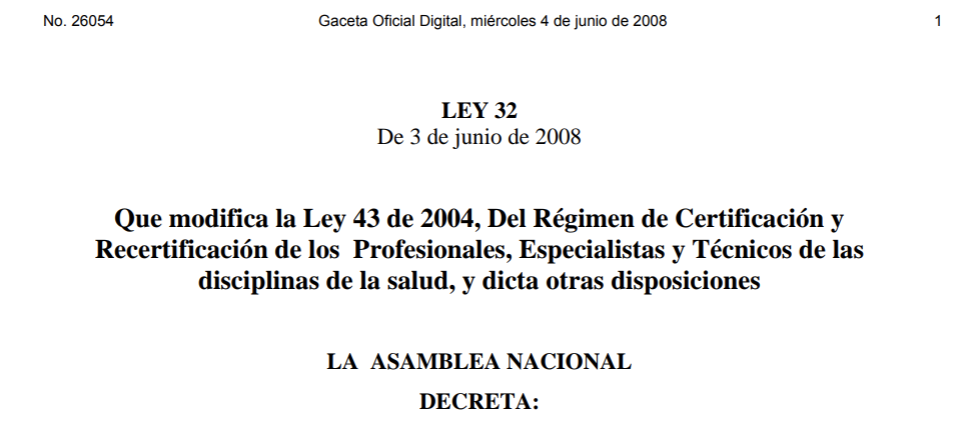 No. 26054 Gaceta Oficial Digital, miércoles 4 de junio de 2008 1
LEY 32
De 3 de junio de 2008
Que modifica la Ley 43 de 2004, Del Régimen de Certificación y
Recertificación de los Profesionales, Especialistas y Técnicos de las
disciplinas de la salud, y dicta otras disposiciones
LA ASAMBLEA NACIONAL
DECRETA: